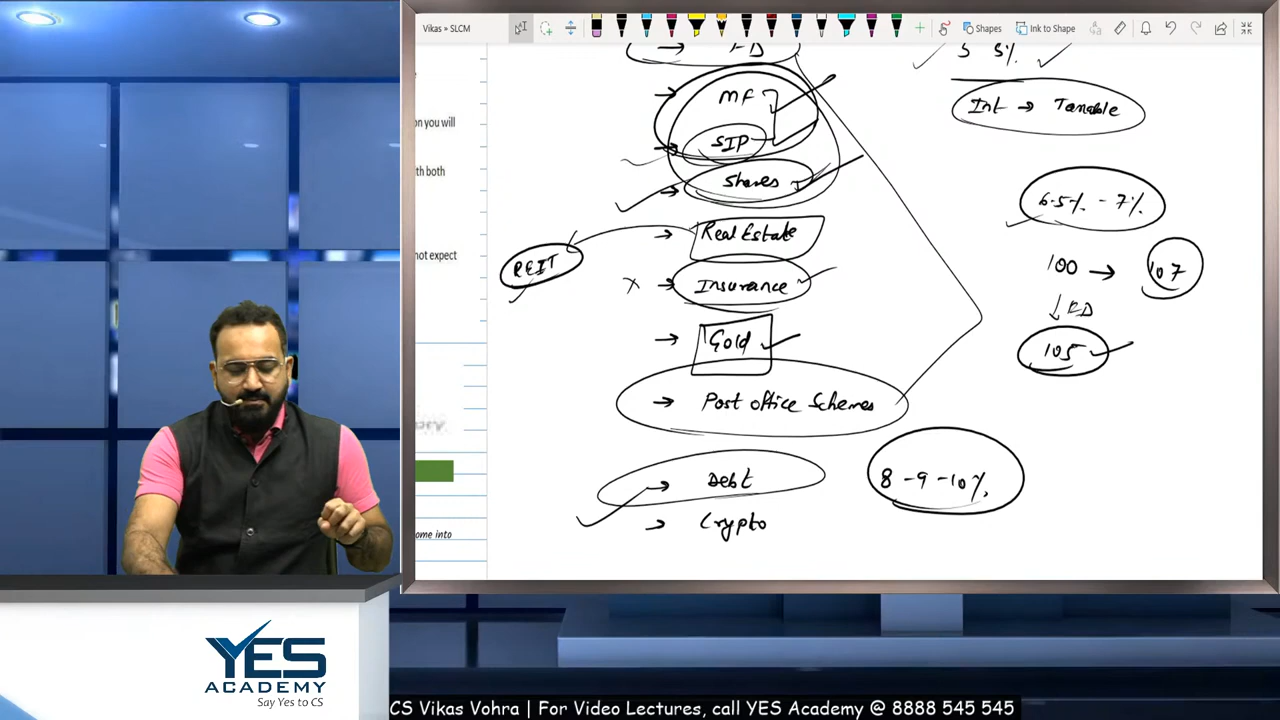 Vikas » SLCM
Shapes
Ink to Shape
FD
5 5%
MF
Int → Taxable
on you will
SIP
h both
Shares
6.5% - 7%
Real Estate
not expect
REIT
100 → 107
Insurance
↓ FD
Gold
105
→ Post office Schemes
→ Debt
8 - 9 - 10%
→ Crypto
ome into
YES
ACADEMY
Say Yes to CS
CS Vikas Vohra | For Video Lectures, call YES Academy @ 8888 545 545